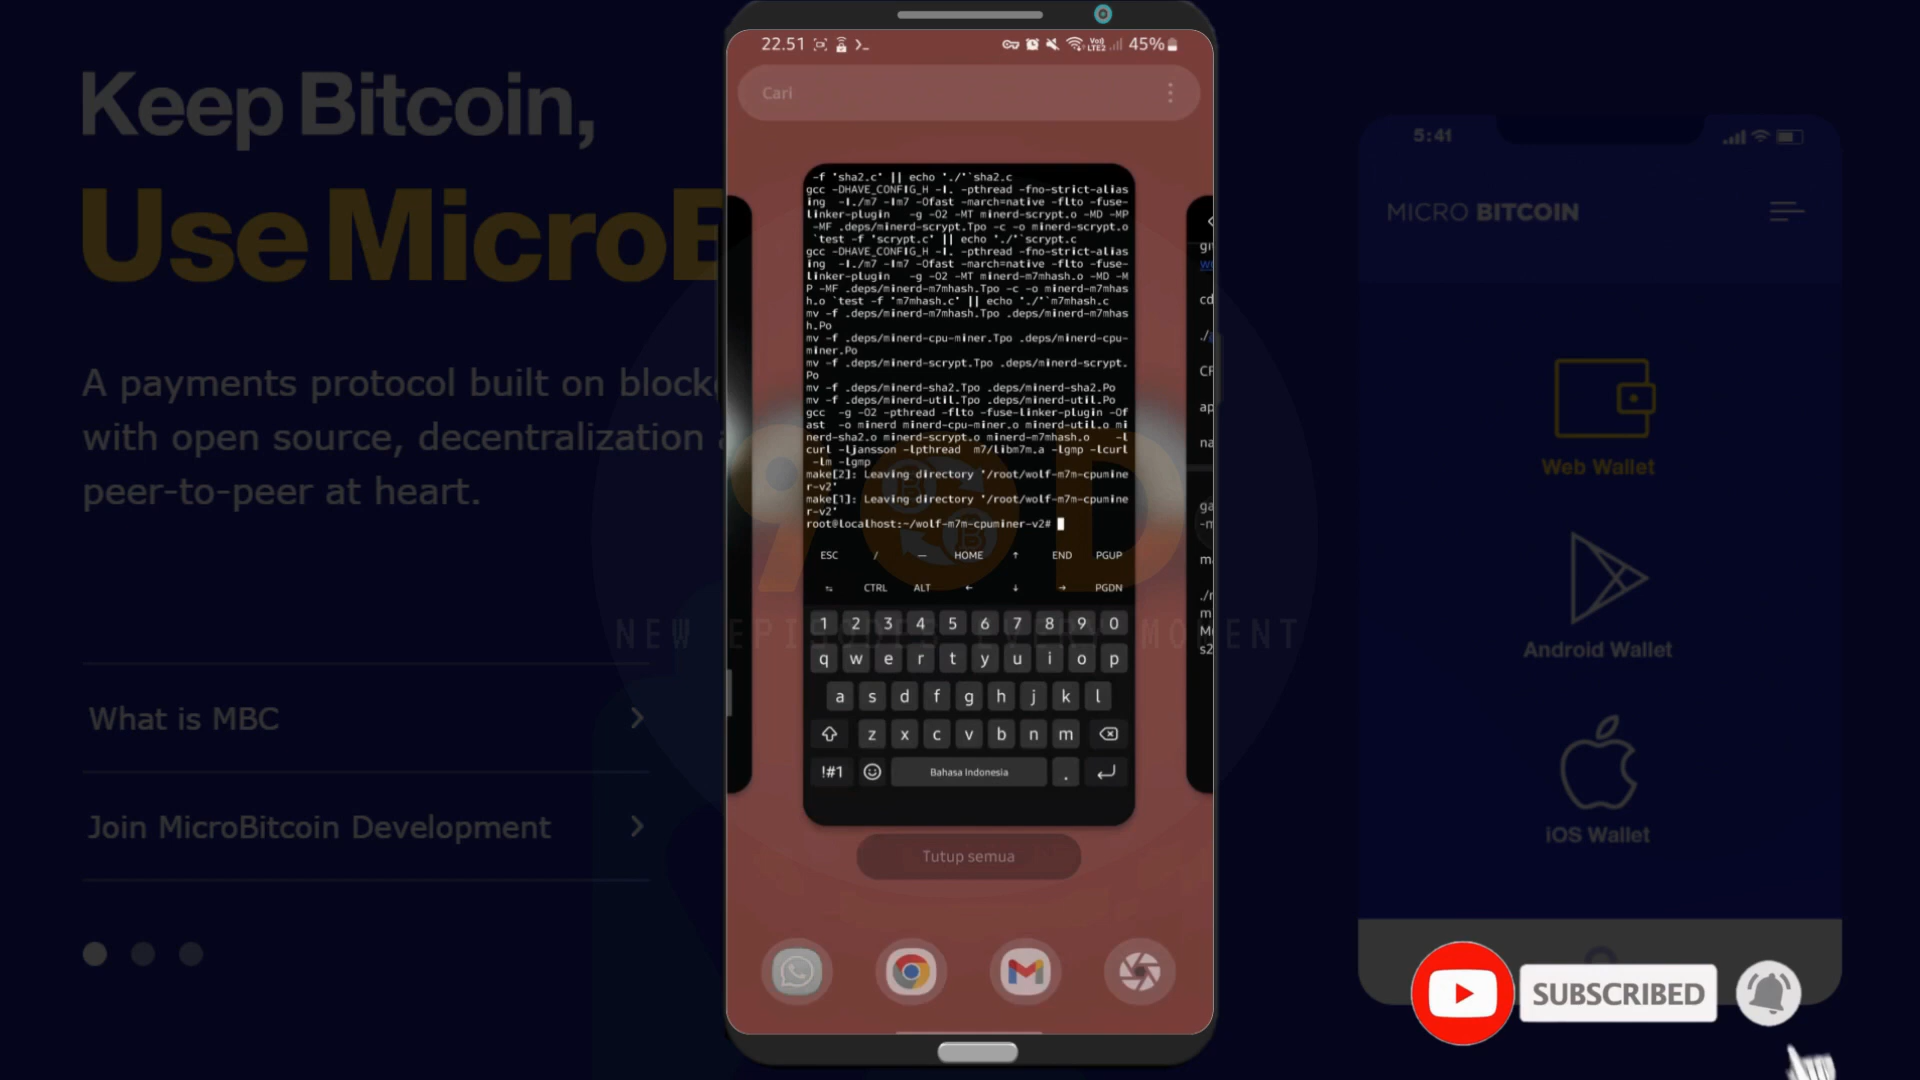 Keep Bitcoin,
Use MicroB
A payments protocol built on blockc
with open source, decentralization a
peer-to-peer at heart.
What is MBC
Join MicroBitcoin Development
22.51
LTE2
45%
Cari
-f 'sha2.c' || echo './'`sha2.c
gcc -DHAVE_CONFIG_H -I. -pthread -fno-strict-alias
ing  -I./m7 -lm7 -Ofast -march=native -flto -fuse-
linker-plugin   -g -O2 -MT minerd-scrypt.o -MD -MP
-MF .deps/minerd-scrypt.Tpo -c -o minerd-scrypt.o
`test -f 'scrypt.c' || echo './'`scrypt.c
gcc -DHAVE_CONFIG_H -I. -pthread -fno-strict-alias
ing  -I./m7 -lm7 -Ofast -march=native -flto -fuse-
linker-plugin   -g -O2 -MT minerd-m7mhash.o -MD -M
P -MF .deps/minerd-m7mhash.Tpo -c -o minerd-m7mhas
h.o `test -f 'm7mhash.c' || echo './'`m7mhash.c
mv -f .deps/minerd-m7mhash.Tpo .deps/minerd-m7mhas
h.Po
mv -f .deps/minerd-cpu-miner.Tpo .deps/minerd-cpu-
miner.Po
mv -f .deps/minerd-scrypt.Tpo .deps/minerd-scrypt.
Po
mv -f .deps/minerd-sha2.Tpo .deps/minerd-sha2.Po
mv -f .deps/minerd-util.Tpo .deps/minerd-util.Po
gcc  -g -O2 -pthread -flto -fuse-linker-plugin -Of
ast  -o minerd minerd-cpu-miner.o minerd-util.o mi
nerd-sha2.o minerd-scrypt.o minerd-m7mhash.o    -l
curl -ljansson -lpthread  m7/libm7.a -lgmp -lcurl
-lm -lgmp
make[2]: Leaving directory '/root/wolf-m7m-cpumine
r-v2'
make[1]: Leaving directory '/root/wolf-m7m-cpumine
r-v2'
root@localhost:~/wolf-m7m-cpuminer-v2#
ESC / — HOME ↑ END PGUP
CTRL ALT ← ↓ → PGDN
1 2 3 4 5 6 7 8 9 0
NEW EPISODES EVERY MOMENT
q w e r t y u i o p
a s d f g h j k l
z x c v b n m
!#1 Bahasa Indonesia .
Tutup semua
cd
./
na
5:41
MICRO BITCOIN
Web Wallet
Android Wallet
iOS Wallet
SUBSCRIBED